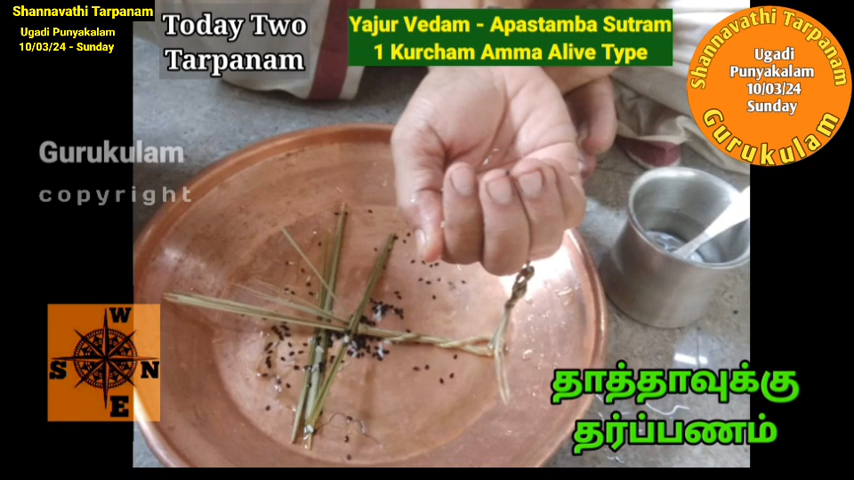 Shannavathi Tarpanam
Ugadi Punyakalam
10/03/24 - Sunday
Today Two
Tarpanam
Yajur Vedam - Apastamba Sutram
1 Kurcham Amma Alive Type
Shannavathi Tarpanam
Ugadi
Punyakalam
10/03/24
Sunday
Gurukulam
Gurukulam
copyright
W
S N
E
தாத்தாவுக்கு
தர்ப்பணம்